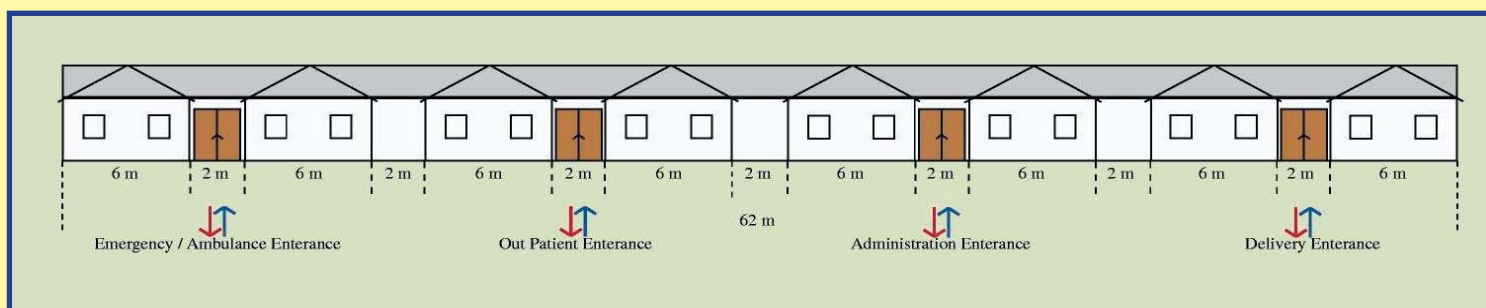 6 m 2 m 6 m 2 m 6 m 2 m 6 m 2 m 6 m 2 m 6 m 2 m 6 m 2 m 6 m
62 m
Emergency / Ambulance Enterance Out Patient Enterance Administration Enterance Delivery Enterance